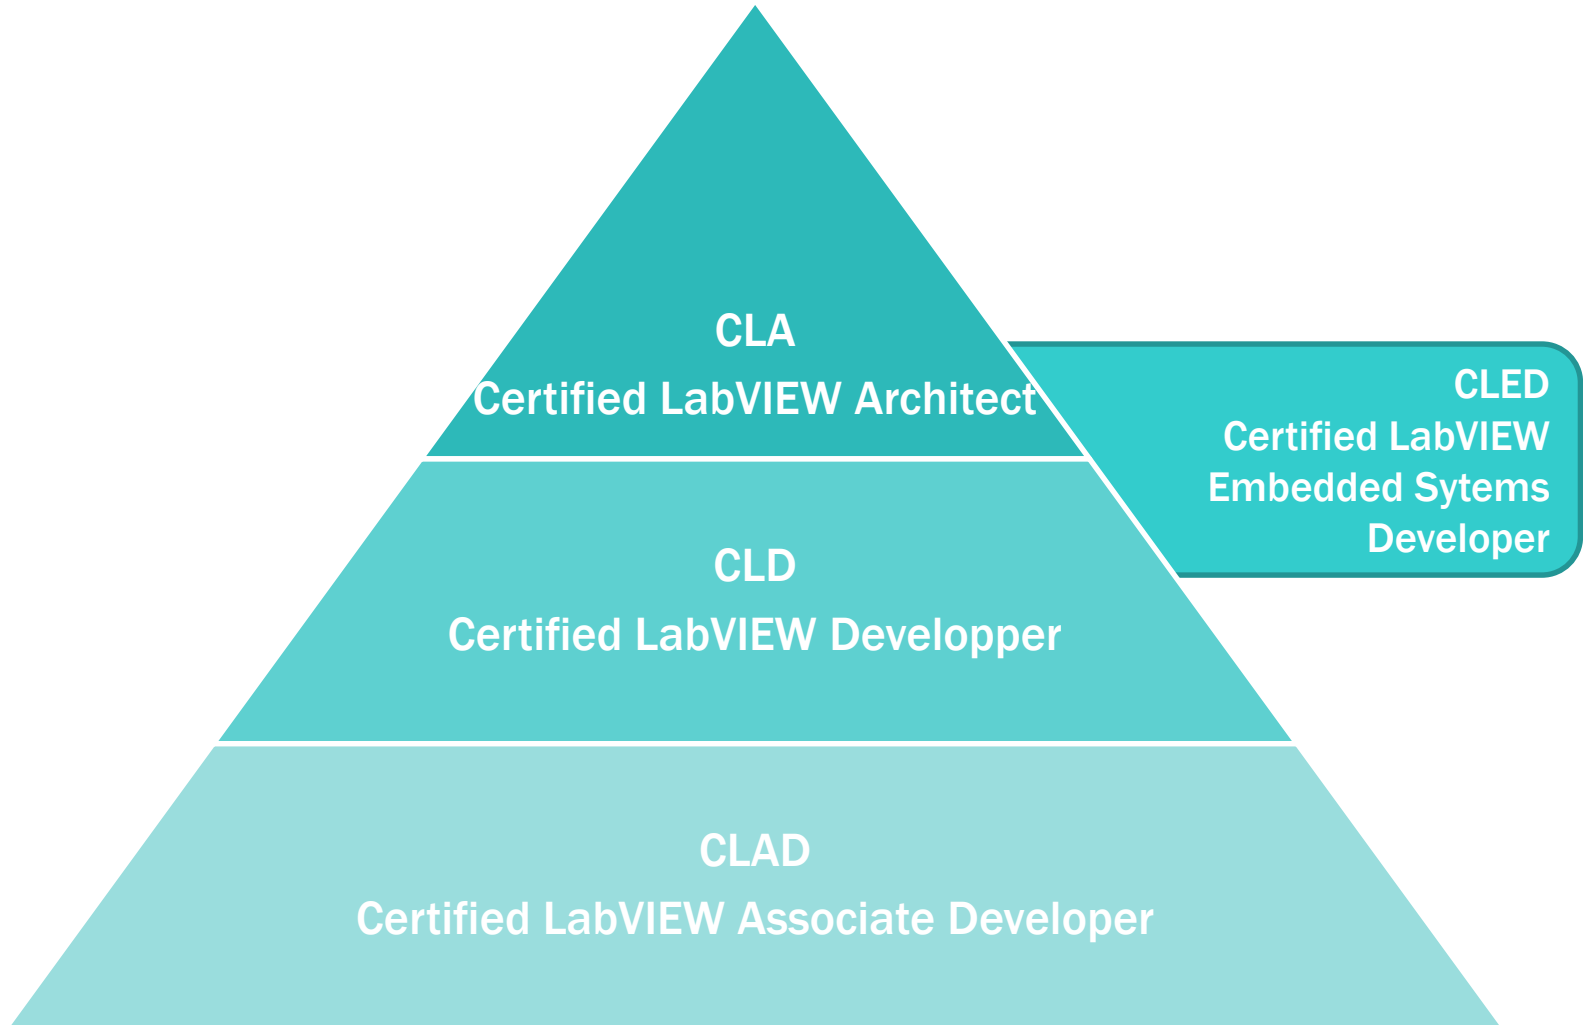 CLA
Certified LabVIEW Architect
CLED
Certified LabVIEW
Embedded Sytems
Developer
CLD
Certified LabVIEW Developper
CLAD
Certified LabVIEW Associate Developer